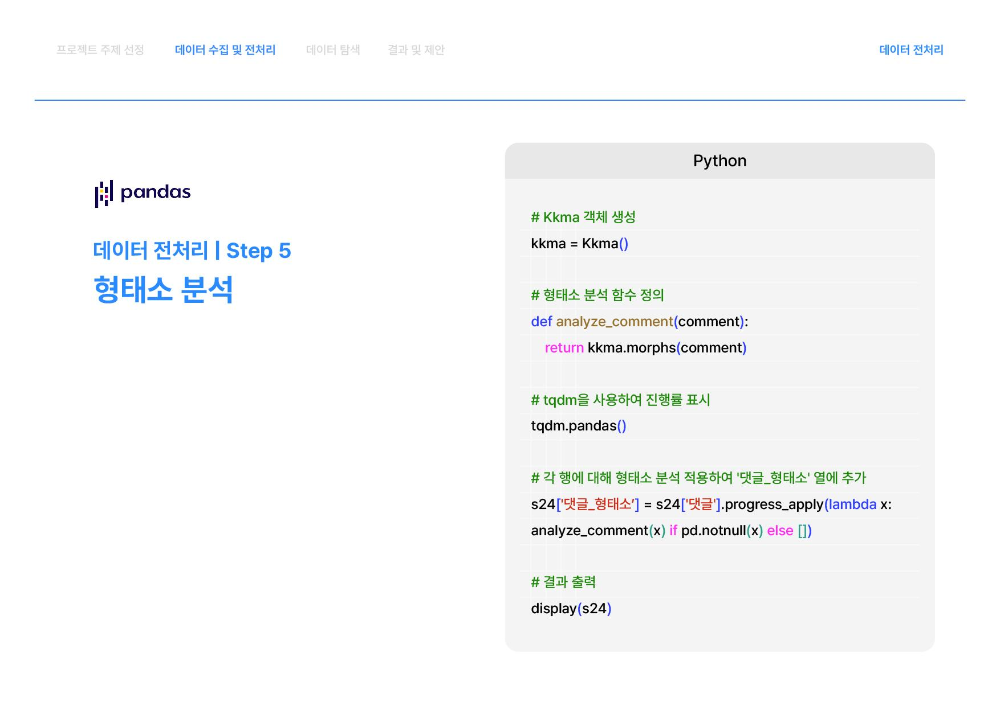 프로젝트 주제 선정 데이터 수집 및 전처리 데이터 탐색 결과 및 제안 데이터 전처리
pandas
데이터 전처리 | Step 5
형태소 분석
Python
# Kkma 객체 생성
kkma = Kkma()
# 형태소 분석 함수 정의
def analyze_comment(comment):
    return kkma.morphs(comment)
# tqdm을 사용하여 진행률 표시
tqdm.pandas()
# 각 행에 대해 형태소 분석 적용하여 '댓글_형태소' 열에 추가
s24['댓글_형태소’] = s24['댓글'].progress_apply(lambda x:
analyze_comment(x) if pd.notnull(x) else [])
# 결과 출력
display(s24)